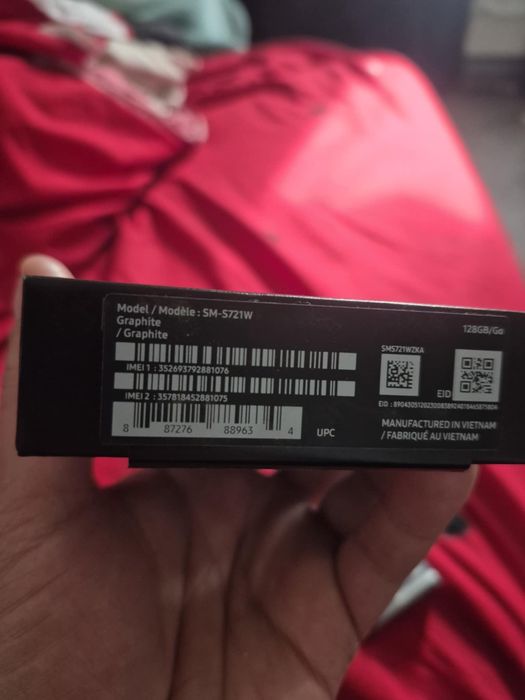 Model / Modèle : SM-S721W
Graphite
/ Graphite
128GB/Go
SMS721WZKA
IMEI 1 : 352693792881076
IMEI 2 : 357818452881075
EID
8 87276 88963 4
UPC
MANUFACTURED IN VIETNAM
/ FABRIQUÉ AU VIETNAM